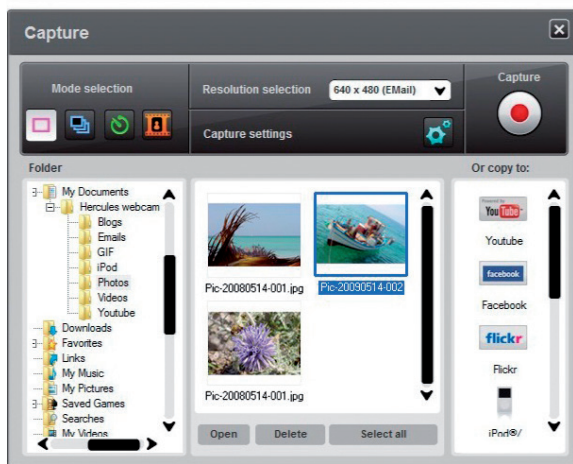 Capture
Mode selection
Resolution selection 640 x 480 (EMail)
Capture settings
Capture
Folder
My Documents
Hercules webcam
Blogs
Emails
GIF
iPod
Photos
Videos
Youtube
Downloads
Favorites
Links
My Music
My Pictures
Saved Games
Searches
My Videos
Pic-20080514-001.jpg
Pic-20090514-002
Pic-20080514-001.jpg
Open Delete Select all
Or copy to:
You Tube
Youtube
facebook
Facebook
flickr
Flickr
iPod®/